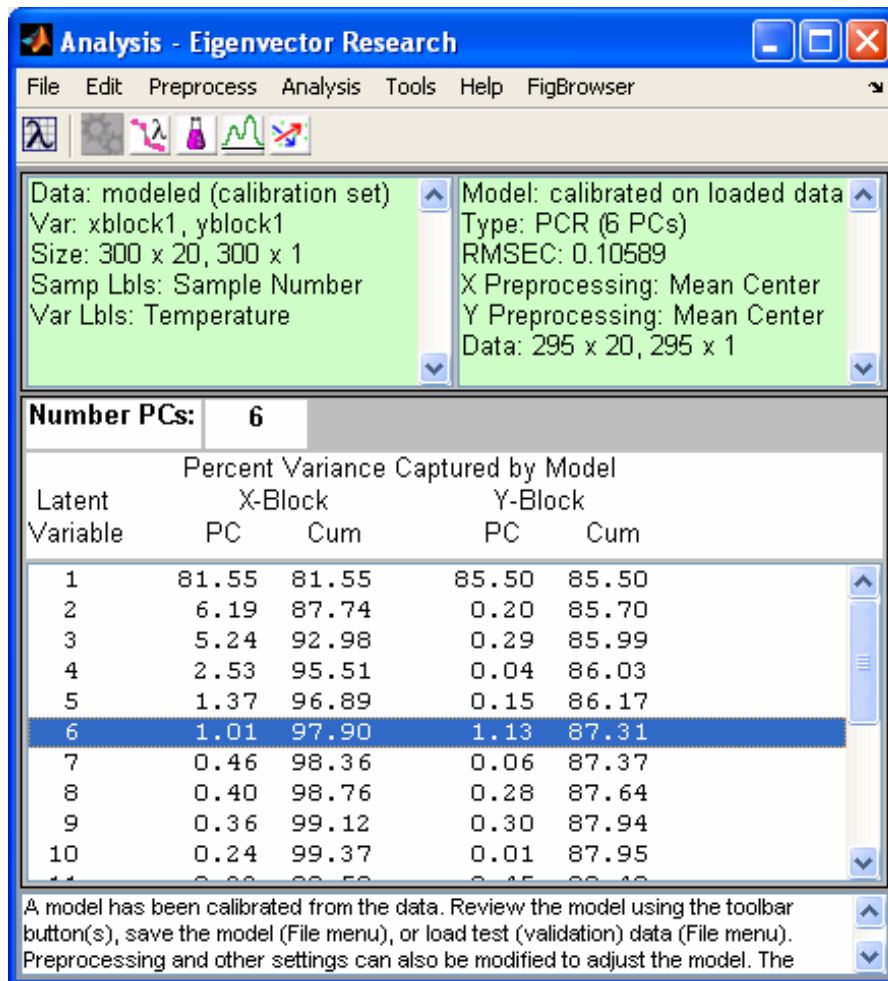 Analysis - Eigenvector Research
File Edit Preprocess Analysis Tools Help FigBrowser
Data: modeled (calibration set)
Var: xblock1, yblock1
Size: 300 x 20, 300 x 1
Samp Lbls: Sample Number
Var Lbls: Temperature
Model: calibrated on loaded data
Type: PCR (6 PCs)
RMSEC: 0.10589
X Preprocessing: Mean Center
Y Preprocessing: Mean Center
Data: 295 x 20, 295 x 1
Number PCs: 6
Percent Variance Captured by Model
Latent X-Block Y-Block
Variable PC Cum PC Cum
1 81.55 81.55 85.50 85.50
2 6.19 87.74 0.20 85.70
3 5.24 92.98 0.29 85.99
4 2.53 95.51 0.04 86.03
5 1.37 96.89 0.15 86.17
6 1.01 97.90 1.13 87.31
7 0.46 98.36 0.06 87.37
8 0.40 98.76 0.28 87.64
9 0.36 99.12 0.30 87.94
10 0.24 99.37 0.01 87.95
A model has been calibrated from the data. Review the model using the toolbar
button(s), save the model (File menu), or load test (validation) data (File menu).
Preprocessing and other settings can also be modified to adjust the model. The